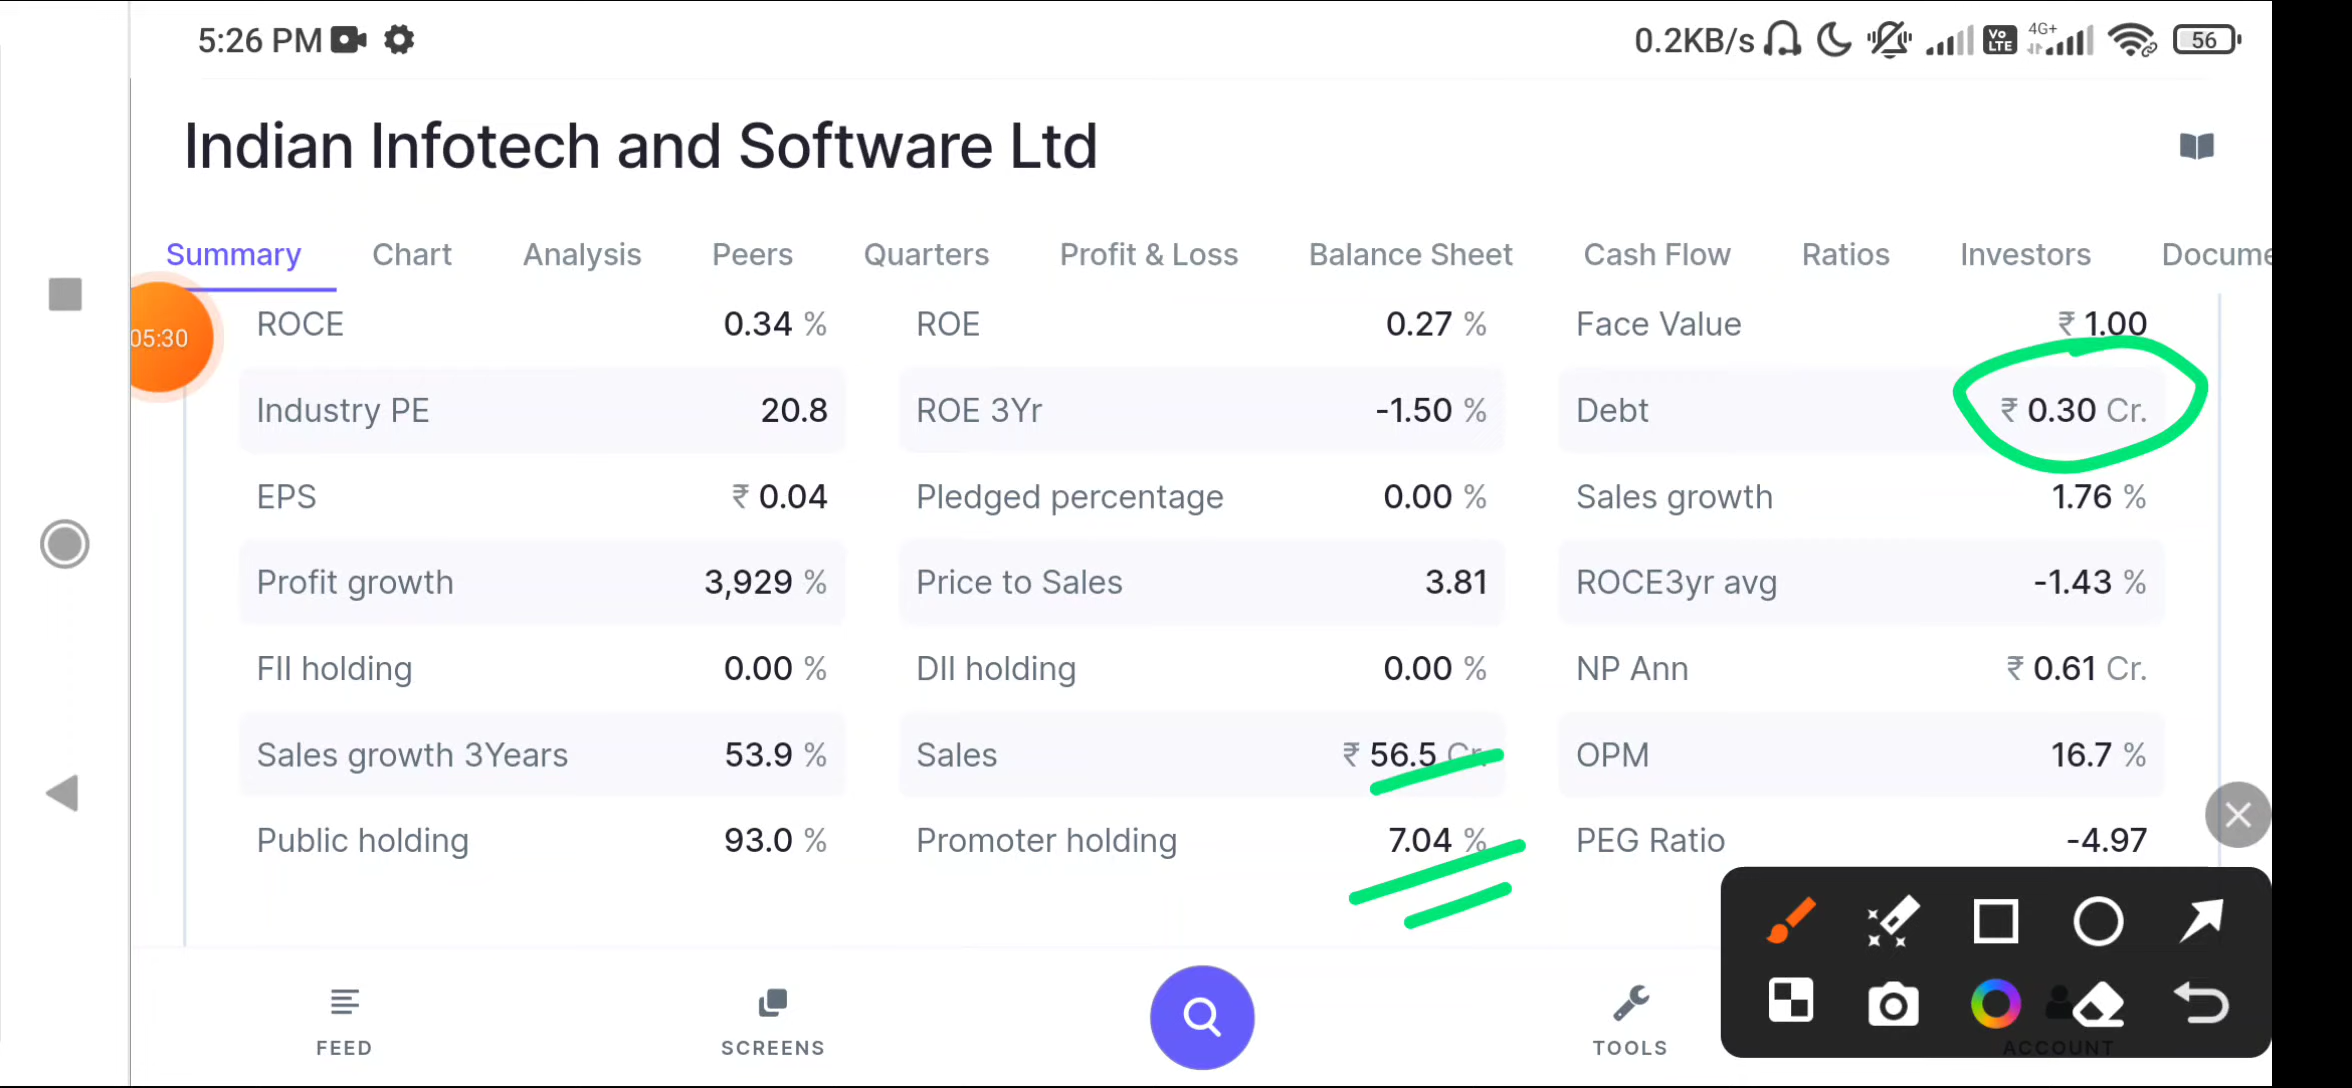 5:26 PM 0.2KB/s Vo LTE 4G+ 56
Indian Infotech and Software Ltd
Summary Chart Analysis Peers Quarters Profit & Loss Balance Sheet Cash Flow Ratios Investors Docume
05:30
ROCE 0.34 % ROE 0.27 % Face Value ₹ 1.00
Industry PE 20.8 ROE 3Yr -1.50 % Debt ₹ 0.30 Cr.
EPS ₹ 0.04 Pledged percentage 0.00 % Sales growth 1.76 %
Profit growth 3,929 % Price to Sales 3.81 ROCE3yr avg -1.43 %
FII holding 0.00 % DII holding 0.00 % NP Ann ₹ 0.61 Cr.
Sales growth 3Years 53.9 % Sales ₹ 56.5 Cr. OPM 16.7 %
Public holding 93.0 % Promoter holding 7.04 % PEG Ratio -4.97
FEED SCREENS TOOLS ACCOUNT